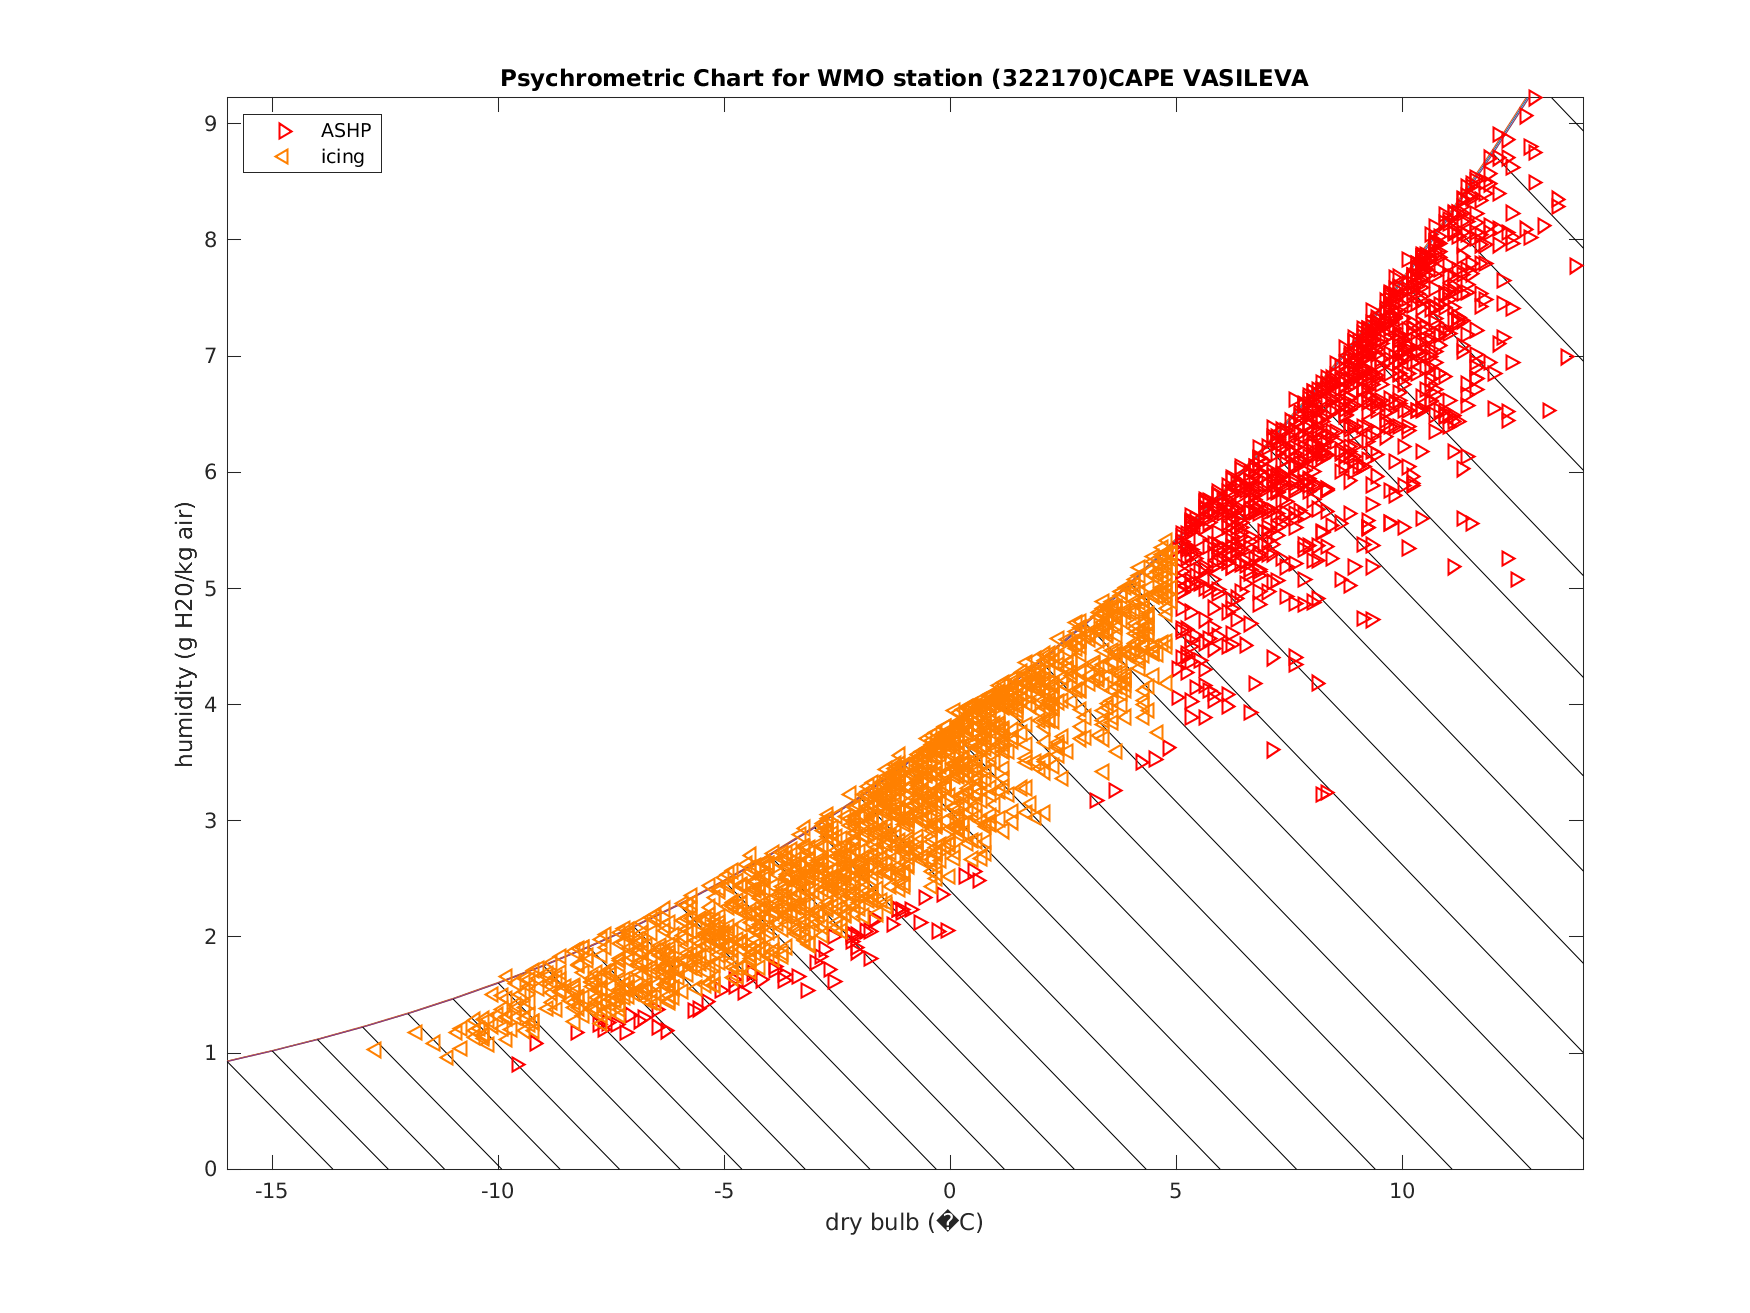 Psychrometric Chart for WMO station (322170)CAPE VASILEVA
ASHP
icing
humidity (g H20/kg air)
9
8
7
6
5
4
3
2
1
0
-15 -10 -5 0 5 10
dry bulb (�C)